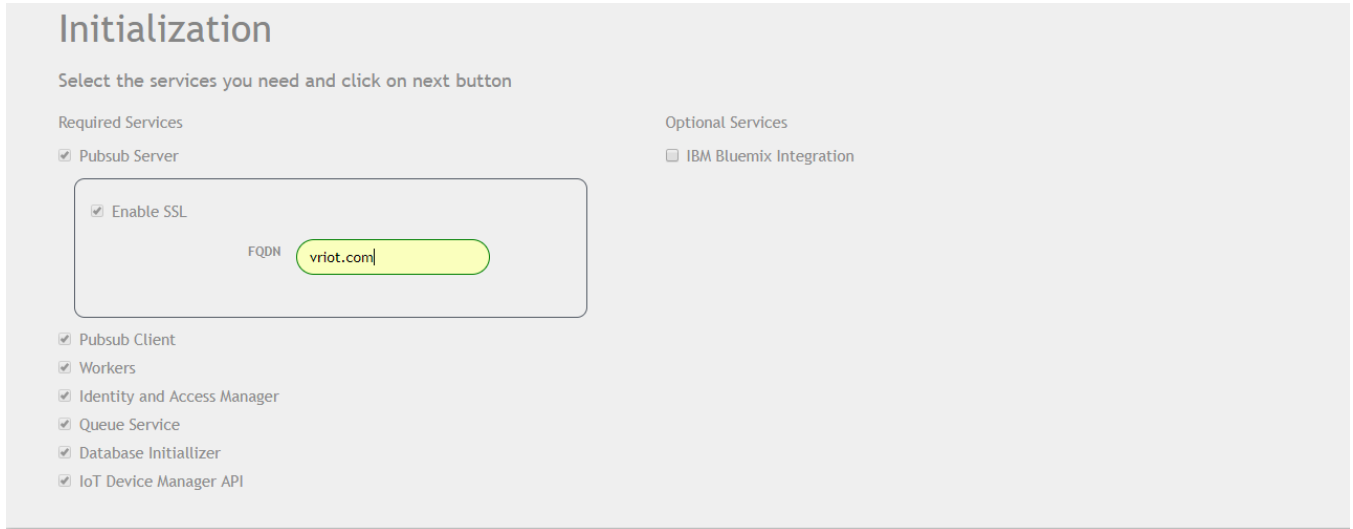 Initialization
Select the services you need and click on next button
Required Services
Pubsub Server
Enable SSL
FQDN vriot.com
Pubsub Client
Workers
Identity and Access Manager
Queue Service
Database Initiallizer
IoT Device Manager API
Optional Services
IBM Bluemix Integration